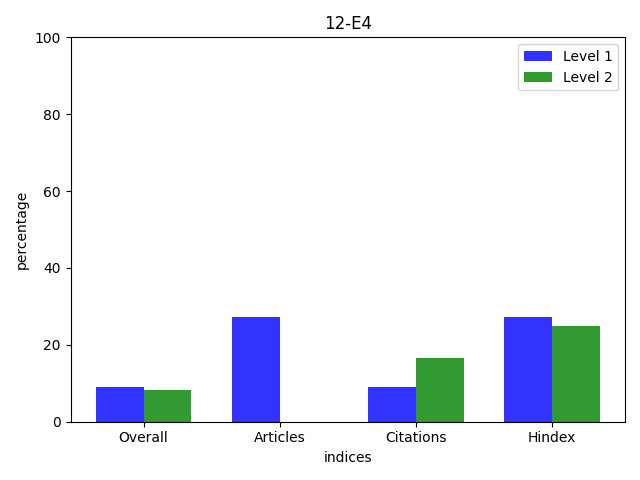 12-E4
100
80
60
40
20
0
percentage
Level 1
Level 2
Overall
Articles
Citations
Hindex
indices